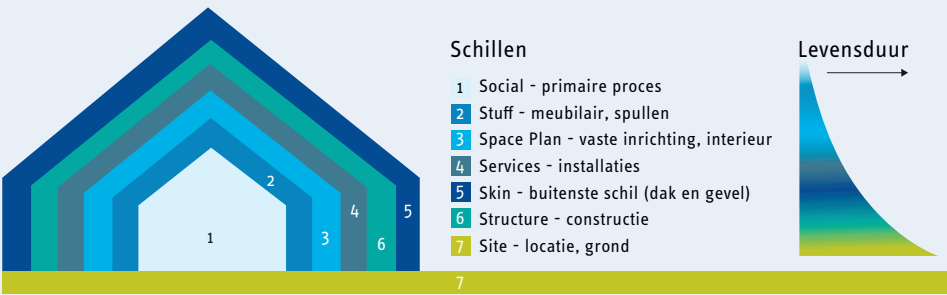 Schillen
1 Social - primaire proces
2 Stuff - meubilair, spullen
3 Space Plan - vaste inrichting, interieur
4 Services - installaties
5 Skin - buitenste schil (dak en gevel)
6 Structure - constructie
7 Site - locatie, grond
Levensduur
2
4
5
1
3
6
7